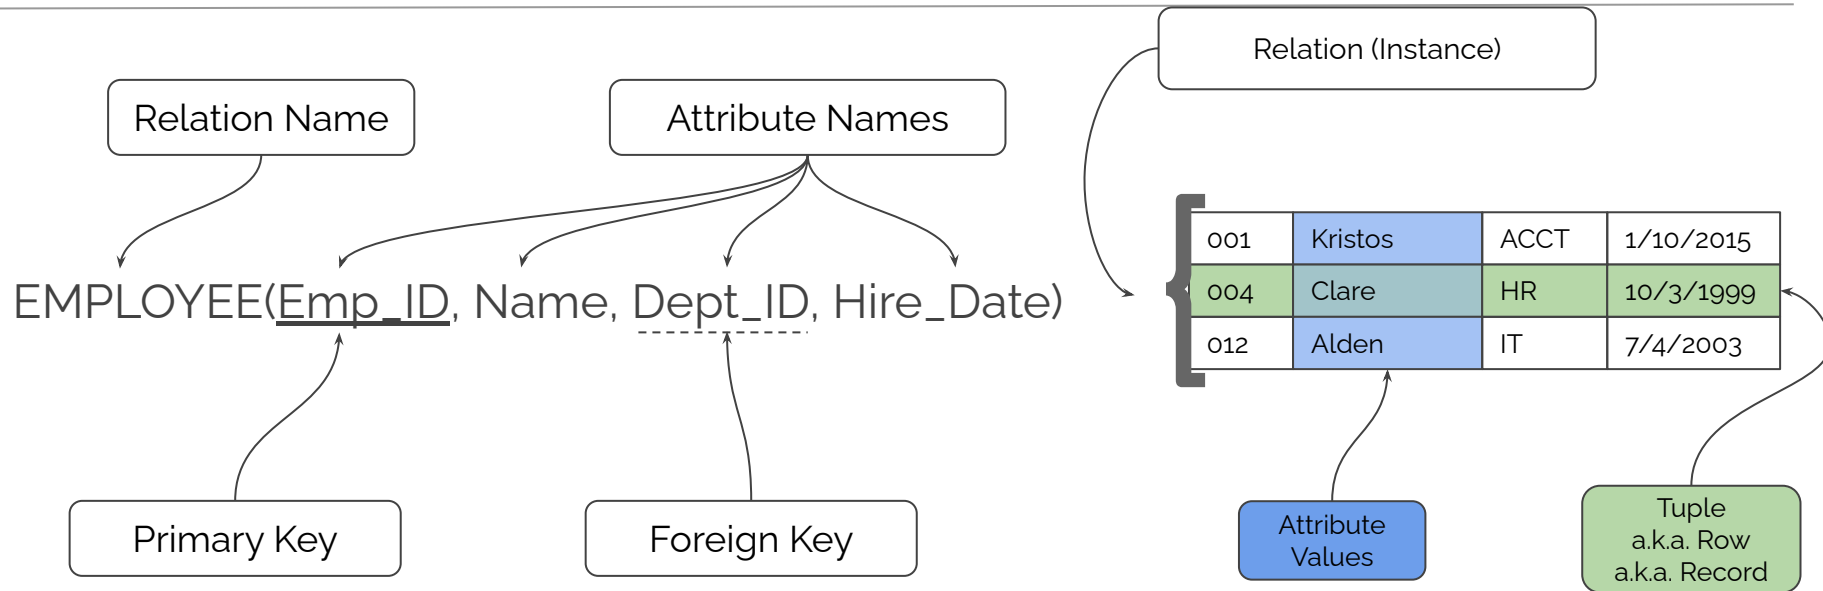 Relation (Instance)
Relation Name
Attribute Names
EMPLOYEE(Emp_ID, Name, Dept_ID, Hire_Date)
001 Kristos ACCT 1/10/2015
004 Clare HR 10/3/1999
012 Alden IT 7/4/2003
Primary Key
Foreign Key
Attribute
Values
Tuple
a.k.a. Row
a.k.a. Record